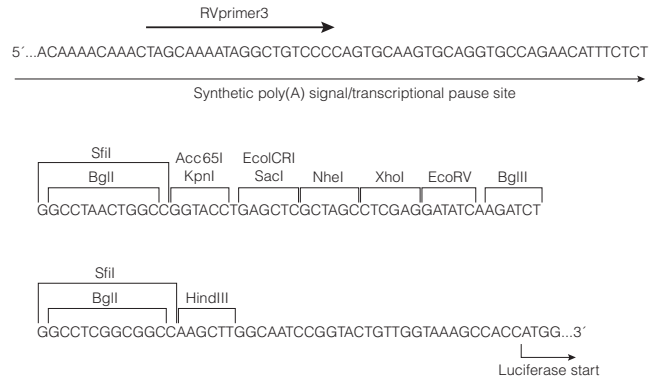 RVprimer3
5´...ACAAAACAAACTAGCAAAATAGGCTGTCCCCAGTGCAAGTGCAGGTGCCAGAACATTTCTCT
Synthetic poly(A) signal/transcriptional pause site
SfiI
Acc65I EcoICRI
BglI KpnI SacI NheI XhoI EcoRV BglII
GGCCTAACTGGCCGGTACCTGAGCTCGCTAGCCTCGAGGATATCAAGATCT
SfiI
BglI HindIII
GGCCTCGGCGGCCAAGCTTGGCAATCCGGTACTGTTGGTAAAGCCACCATGG...3´
Luciferase start